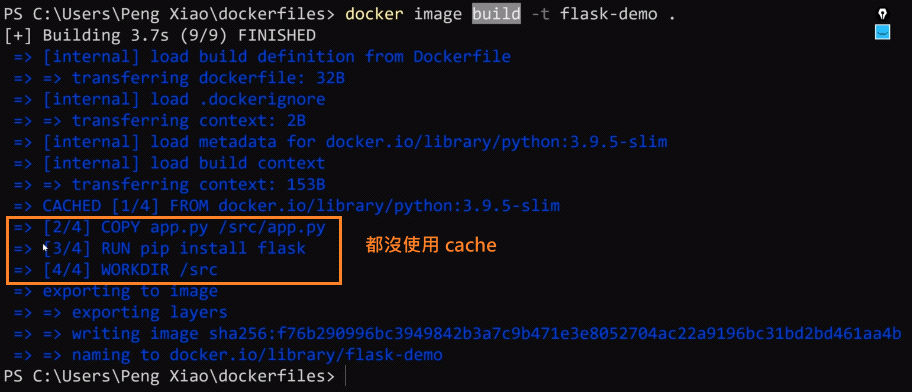 PS C:\Users\Peng Xiao\dockerfiles> docker image build -t flask-demo .
[+] Building 3.7s (9/9) FINISHED
=> [internal] load build definition from Dockerfile
=> => transferring dockerfile: 32B
=> [internal] load .dockerignore
=> => transferring context: 2B
=> [internal] load metadata for docker.io/library/python:3.9.5-slim
=> [internal] load build context
=> => transferring context: 153B
=> CACHED [1/4] FROM docker.io/library/python:3.9.5-slim
=> [2/4] COPY app.py /src/app.py
=> [3/4] RUN pip install flask
都沒使用 cache
=> [4/4] WORKDIR /src
=> exporting to image
=> => exporting layers
=> => writing image sha256:f76b290996bc3949842b3a7c9b471e3e8052704ac22a9196bc31bd2bd461aa4b
=> => naming to docker.io/library/flask-demo
PS C:\Users\Peng Xiao\dockerfiles>